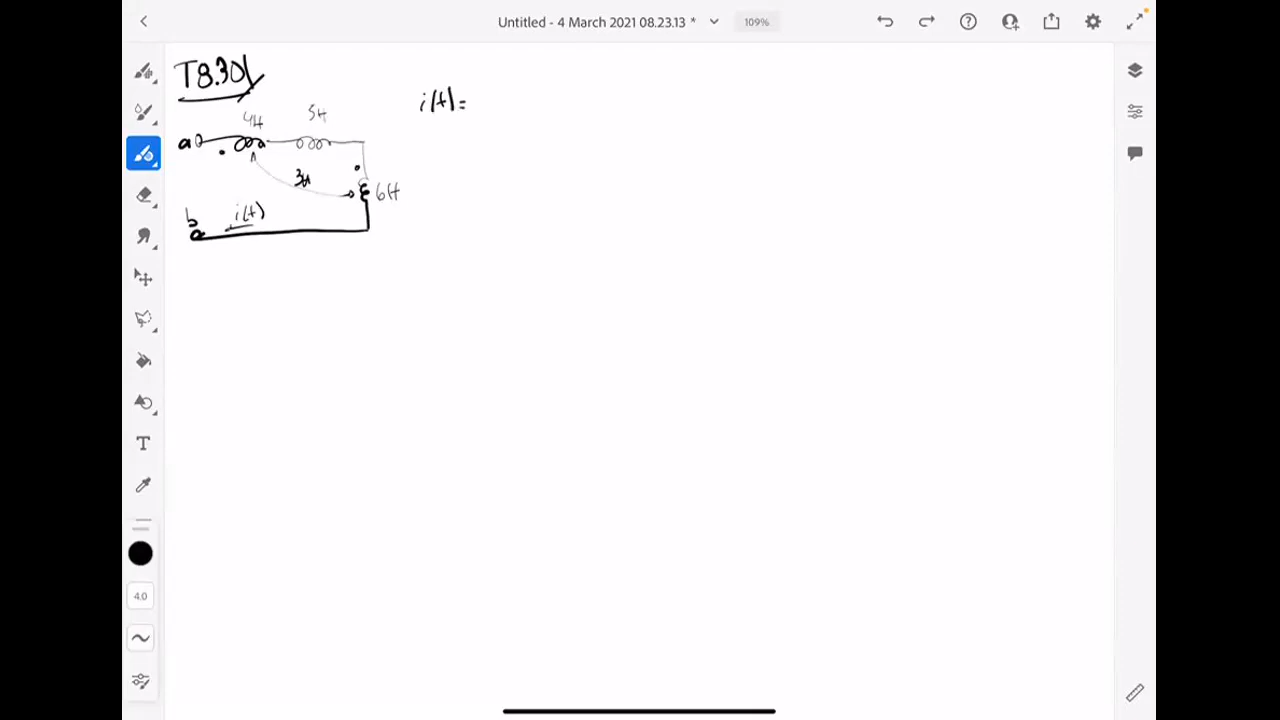 Untitled - 4 March 2021 08.23.13 *
109%
T8.30
i(t)=
4H
5H
a
3H
6H
b
i(t)
T
4.0